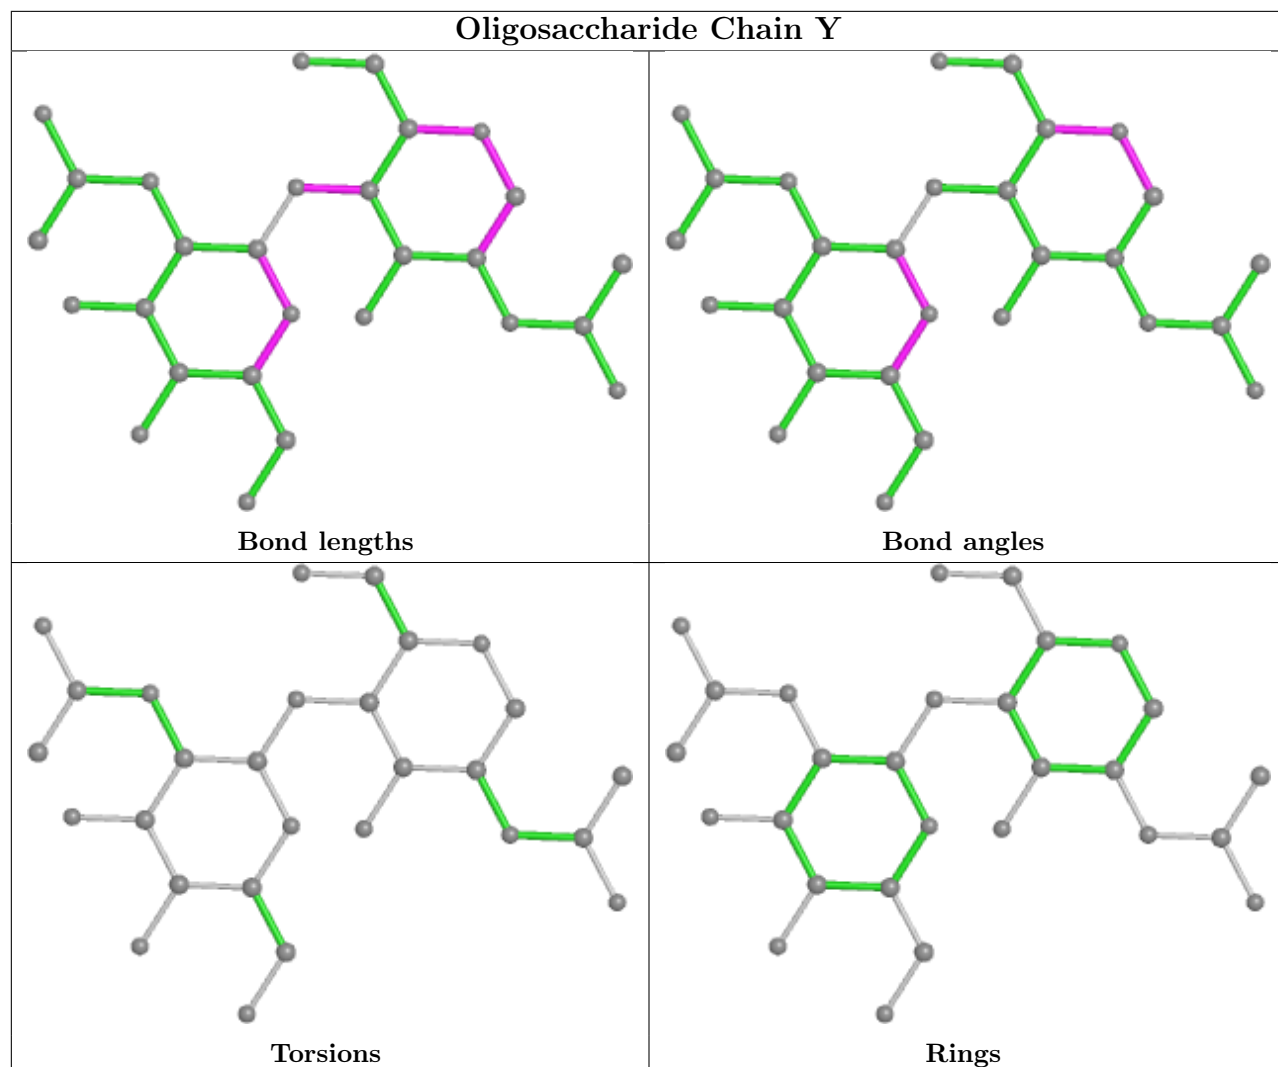 Oligosaccharide Chain Y
Bond lengths
Bond angles
Torsions
Rings